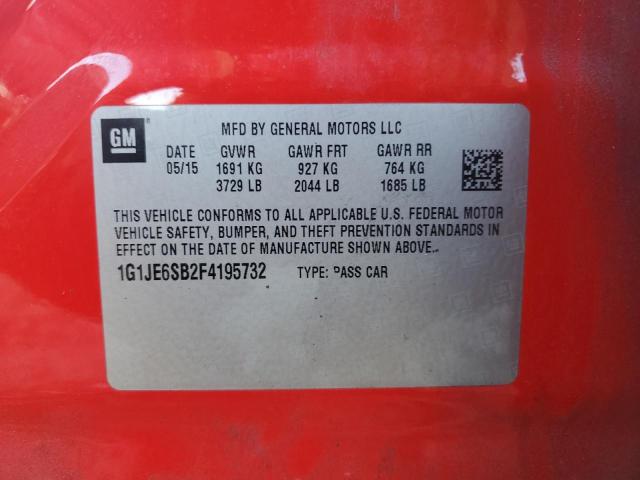 GM
MFD BY GENERAL MOTORS LLC
DATE GVWR GAWR FRT GAWR RR
05/15 1691 KG 927 KG 764 KG
3729 LB 2044 LB 1685 LB
THIS VEHICLE CONFORMS TO ALL APPLICABLE U.S. FEDERAL MOTOR
VEHICLE SAFETY, BUMPER, AND THEFT PREVENTION STANDARDS IN
EFFECT ON THE DATE OF MANUFACTURE SHOWN ABOVE.
1G1JE6SB2F4195732 TYPE: PASS CAR